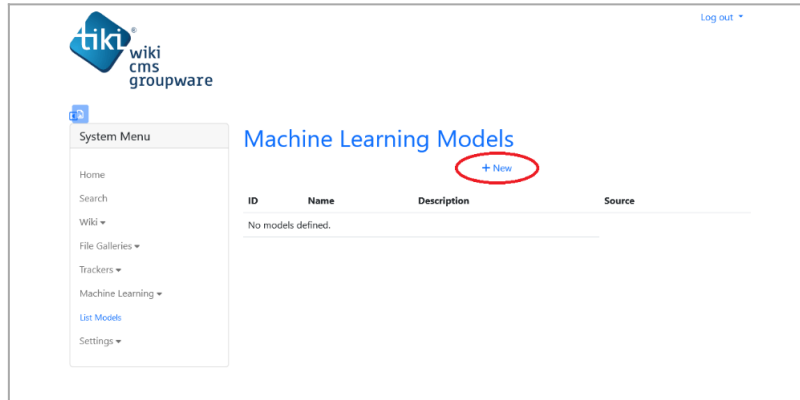 Log out
tiki®
wiki
cms
groupware
System Menu
Home
Search
Wiki
File Galleries
Trackers
Machine Learning
List Models
Settings
Machine Learning Models
+ New
ID Name Description Source
No models defined.